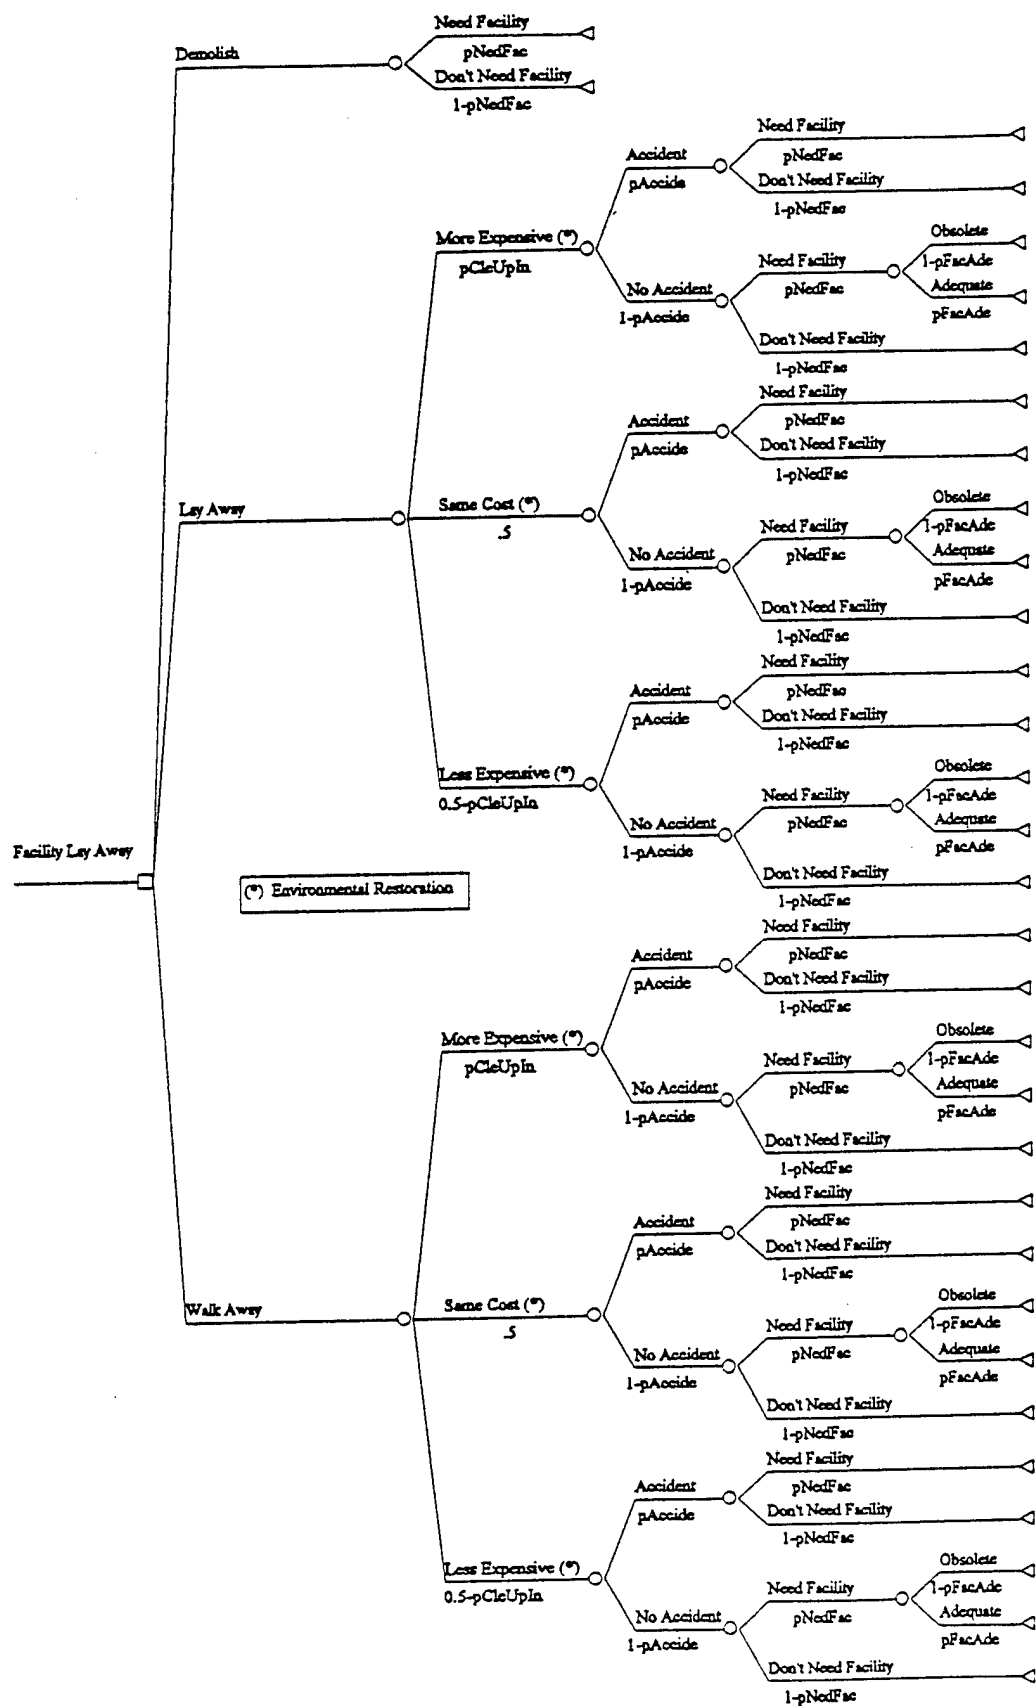 Need Facility
pNedFac
Demolish
Don't Need Facility
1-pNedFac
Need Facility
pNedFac
Accident
pAccide
Don't Need Facility
1-pNedFac
More Expensive (*)
pCleUpIn
Obsolete
1-pFacAde
Need Facility
pNedFac
Adequate
pFacAde
No Accident
1-pAccide
Don't Need Facility
1-pNedFac
Need Facility
pNedFac
Accident
pAccide
Don't Need Facility
1-pNedFac
Lay Away
Same Cost (*)
.5
Obsolete
1-pFacAde
Need Facility
pNedFac
Adequate
pFacAde
No Accident
1-pAccide
Don't Need Facility
1-pNedFac
Need Facility
pNedFac
Accident
pAccide
Don't Need Facility
1-pNedFac
Less Expensive (*)
0.5-pCleUpIn
Obsolete
1-pFacAde
Need Facility
pNedFac
Adequate
pFacAde
No Accident
1-pAccide
Don't Need Facility
1-pNedFac
Facility Lay Away
(*) Environmental Restoration
Need Facility
pNedFac
Accident
pAccide
Don't Need Facility
1-pNedFac
More Expensive (*)
pCleUpIn
Obsolete
1-pFacAde
Need Facility
pNedFac
Adequate
pFacAde
No Accident
1-pAccide
Don't Need Facility
1-pNedFac
Need Facility
pNedFac
Accident
pAccide
Don't Need Facility
1-pNedFac
Walk Away
Same Cost (*)
.5
Obsolete
1-pFacAde
Need Facility
pNedFac
Adequate
pFacAde
No Accident
1-pAccide
Don't Need Facility
1-pNedFac
Need Facility
pNedFac
Accident
pAccide
Don't Need Facility
1-pNedFac
Less Expensive (*)
0.5-pCleUpIn
Obsolete
1-pFacAde
Need Facility
pNedFac
Adequate
pFacAde
No Accident
1-pAccide
Don't Need Facility
1-pNedFac